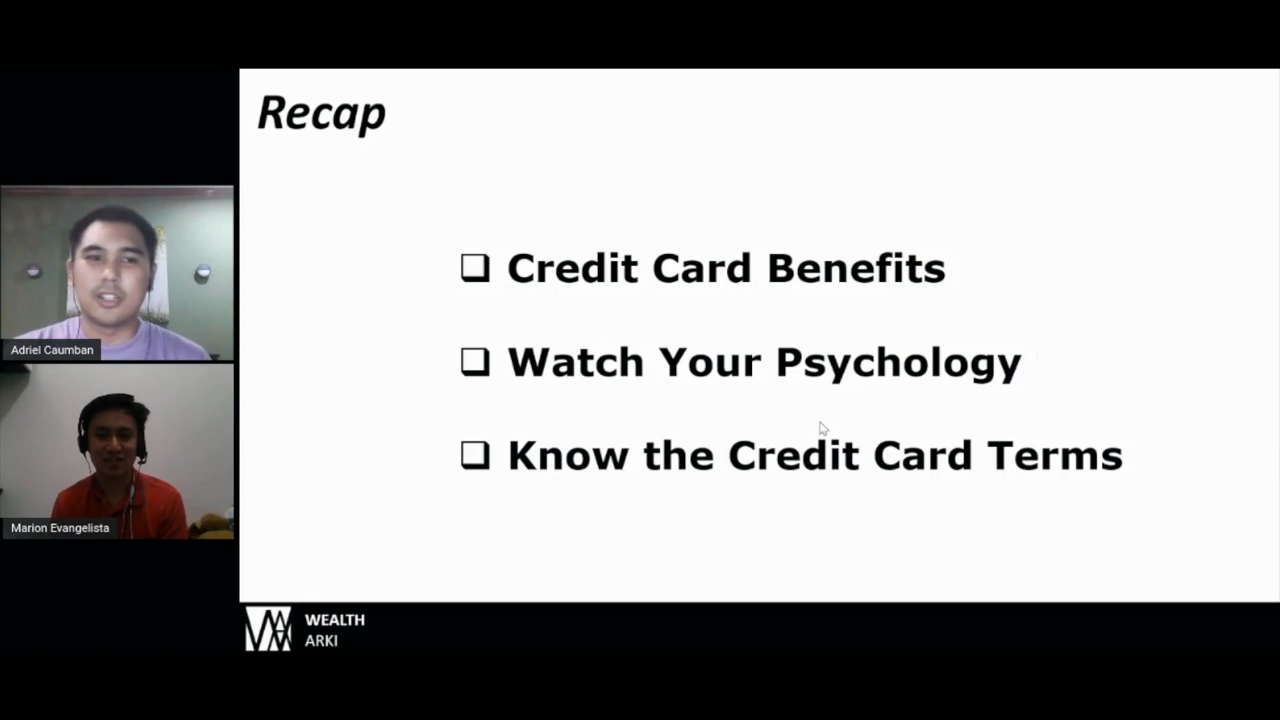 Recap
Credit Card Benefits
Watch Your Psychology
Know the Credit Card Terms
Adriel Caumban
Marion Evangelista
WEALTH
ARKI